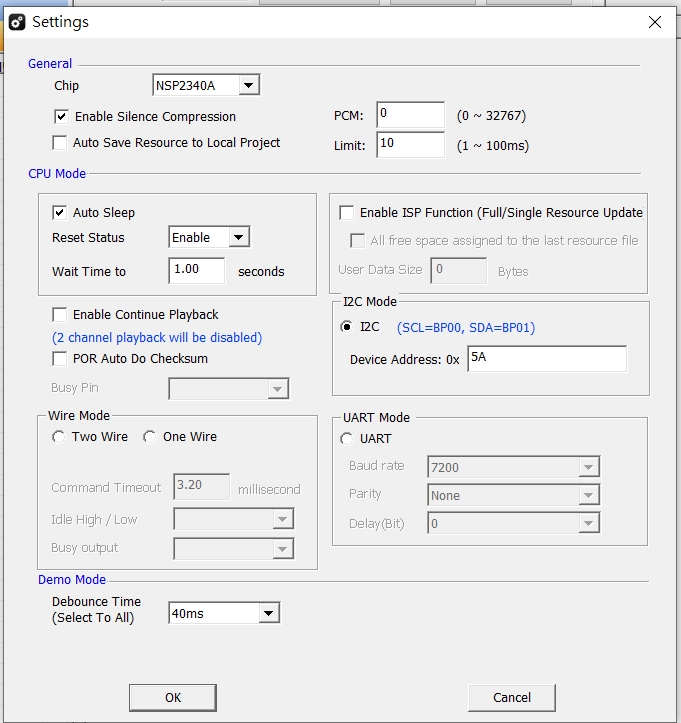 Settings
General
Chip NSP2340A
Enable Silence Compression
PCM: 0 (0 ~ 32767)
Auto Save Resource to Local Project
Limit: 10 (1 ~ 100ms)
CPU Mode
Auto Sleep
Reset Status Enable
Wait Time to 1.00 seconds
Enable ISP Function (Full/Single Resource Update
All free space assigned to the last resource file
User Data Size 0 Bytes
Enable Continue Playback
(2 channel playback will be disabled)
POR Auto Do Checksum
Busy Pin
I2C Mode
I2C (SCL=BP00, SDA=BP01)
Device Address: 0x 5A
Wire Mode
Two Wire One Wire
Command Timeout 3.20 millisecond
Idle High / Low
Busy output
UART Mode
UART
Baud rate 7200
Parity None
Delay(Bit) 0
Demo Mode
Debounce Time
(Select To All) 40ms
OK Cancel